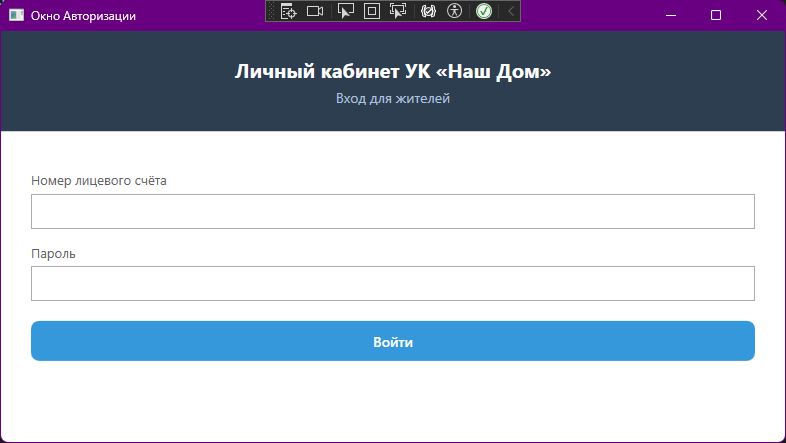 Окно Авторизации
Личный кабинет УК «Наш Дом»
Вход для жителей
Номер лицевого счёта
Пароль
Войти